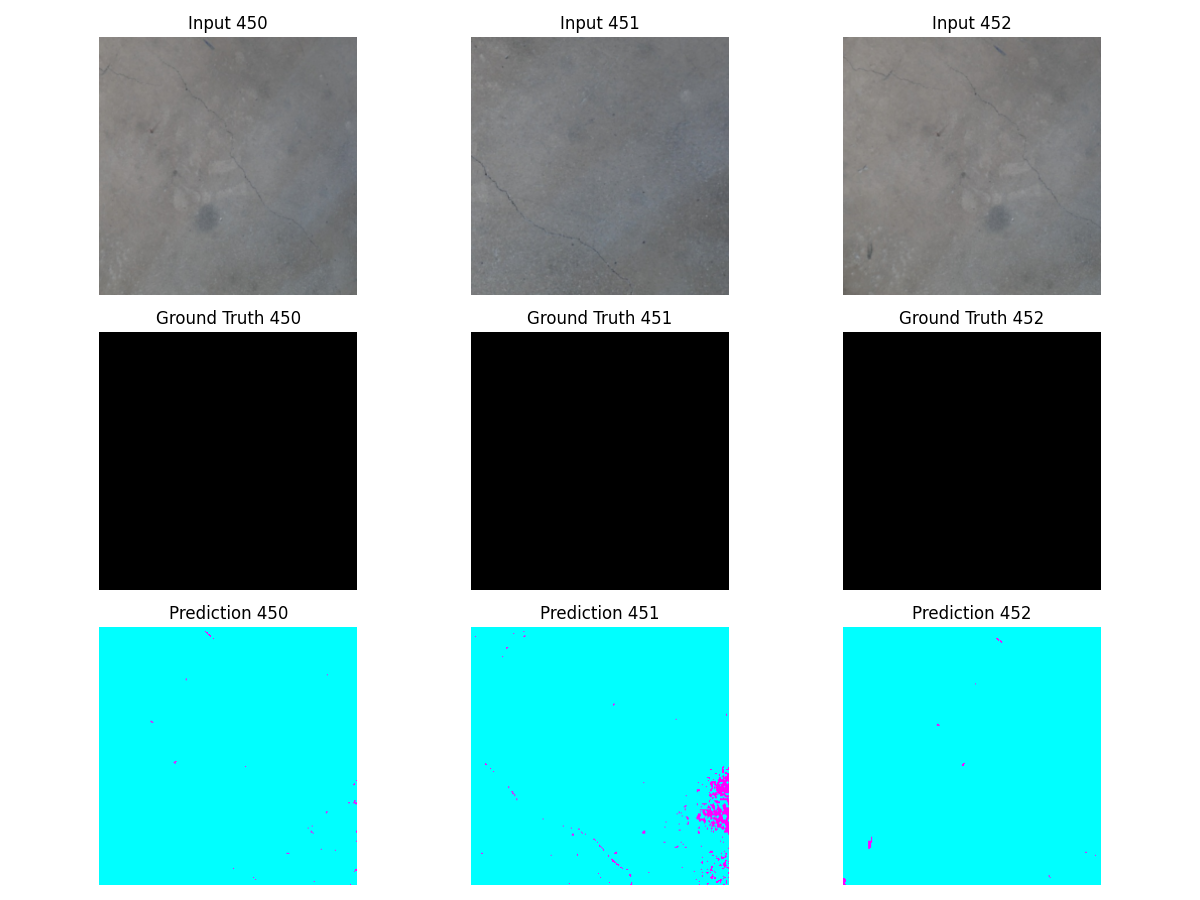 Input 450
Input 451
Input 452
Ground Truth 450
Ground Truth 451
Ground Truth 452
Prediction 450
Prediction 451
Prediction 452